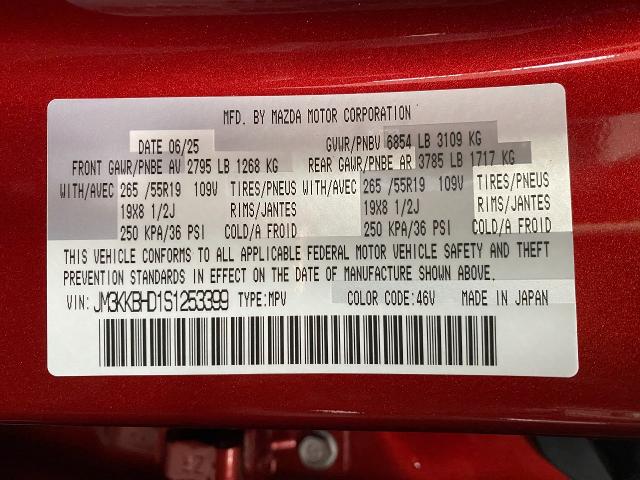 MFD. BY MAZDA MOTOR CORPORATION
DATE 06/25 GVWR/PNBV 6854 LB 3109 KG
FRONT GAWR/PNBE AV 2795 LB 1268 KG REAR GAWR/PNBE AR 3785 LB 1717 KG
WITH/AVEC 265 /55R19 109V TIRES/PNEUS WITH/AVEC 265 /55R19 109V TIRES/PNEUS
19X8 1/2J RIMS/JANTES 19X8 1/2J RIMS/JANTES
250 KPA/36 PSI COLD/A FROID 250 KPA/36 PSI COLD/A FROID
THIS VEHICLE CONFORMS TO ALL APPLICABLE FEDERAL MOTOR VEHICLE SAFETY AND THEFT
PREVENTION STANDARDS IN EFFECT ON THE DATE OF MANUFACTURE SHOWN ABOVE.
VIN: JM3KKBHD1S1253399 TYPE: MPV COLOR CODE: 46V MADE IN JAPAN